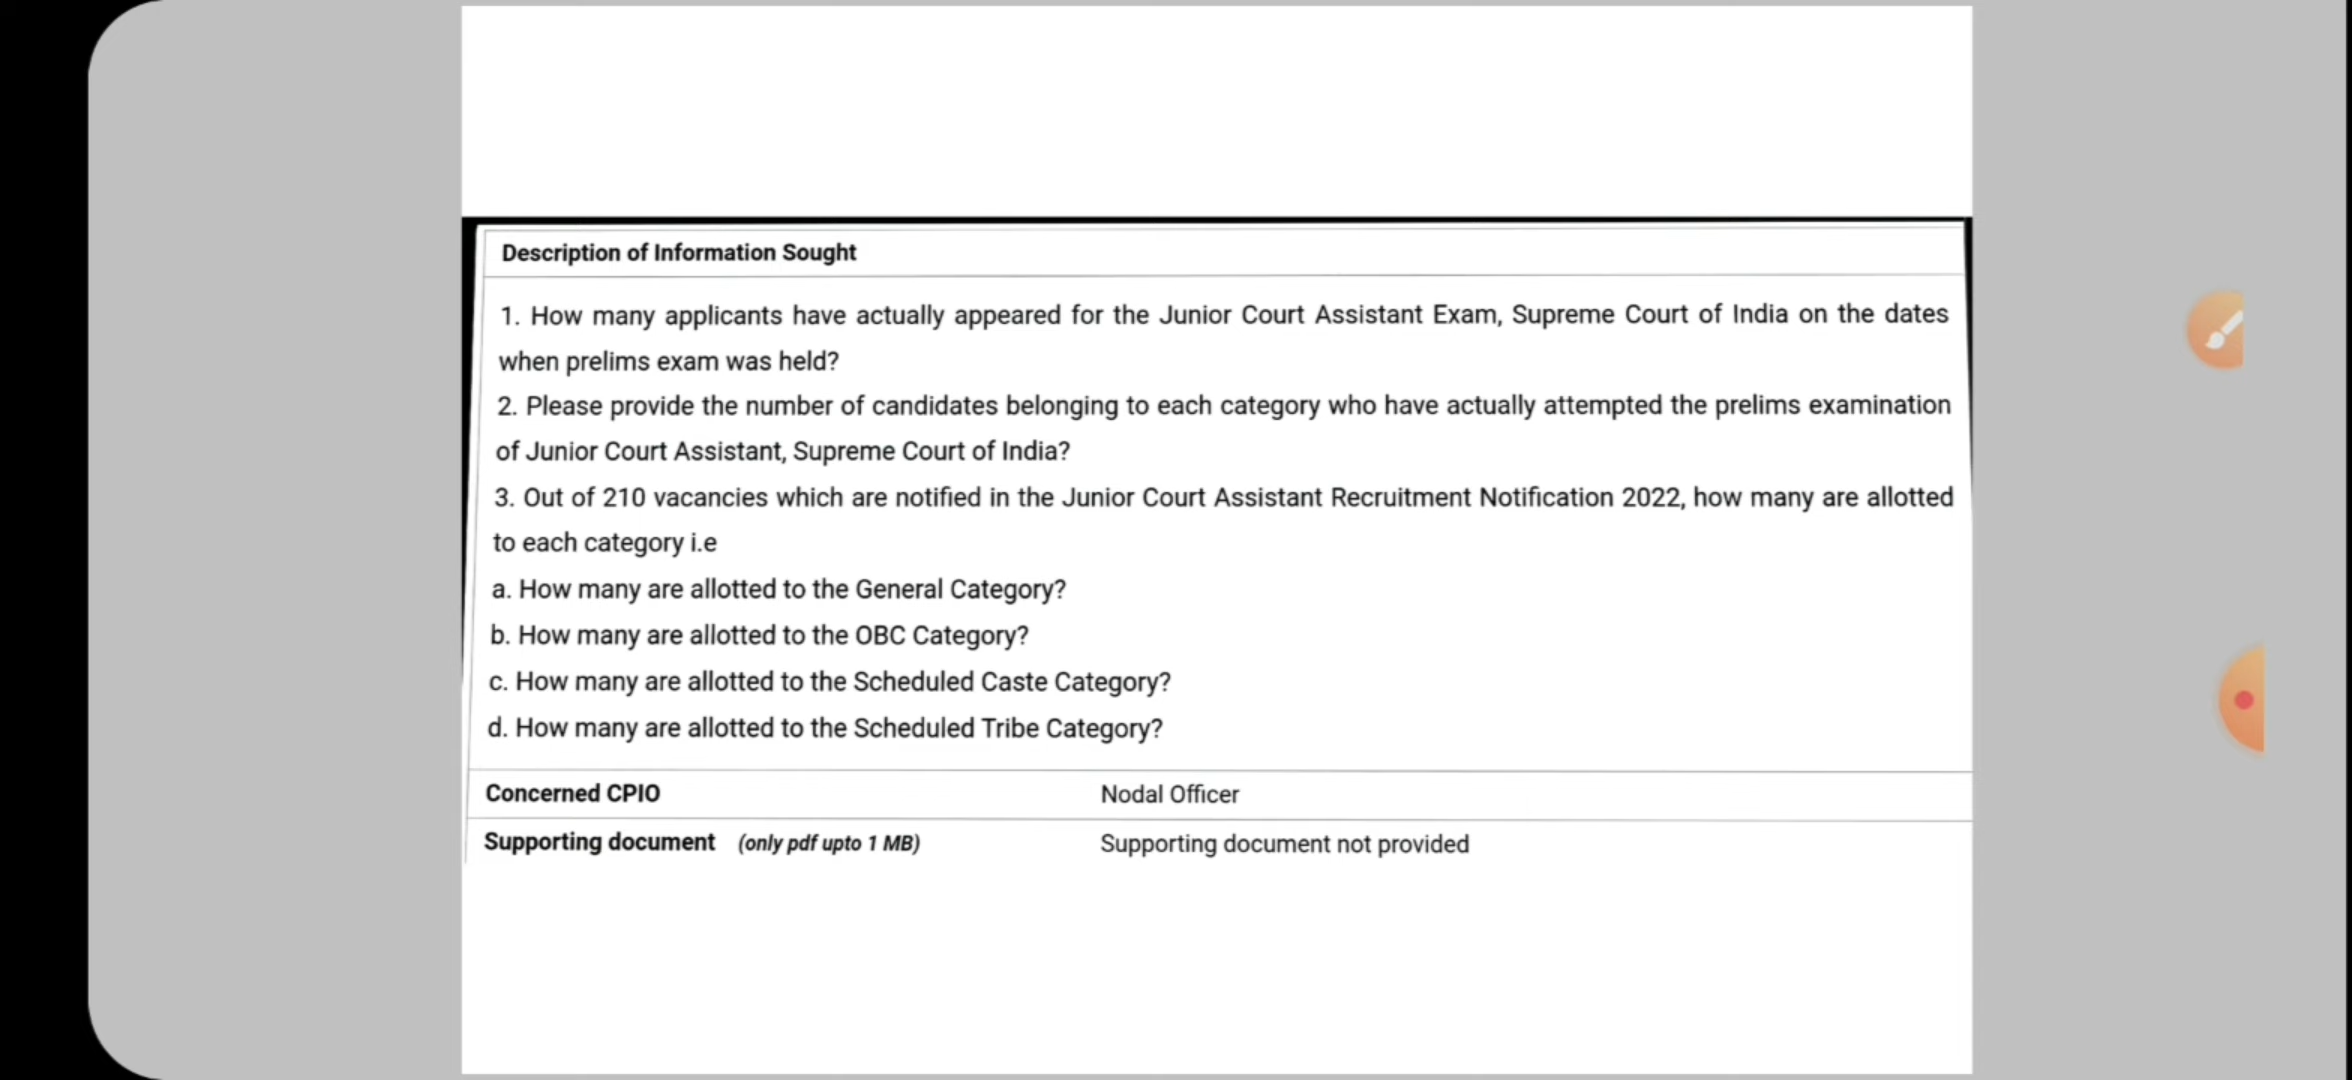 Description of Information Sought
1. How many applicants have actually appeared for the Junior Court Assistant Exam, Supreme Court of India on the dates
when prelims exam was held?
2. Please provide the number of candidates belonging to each category who have actually attempted the prelims examination
of Junior Court Assistant, Supreme Court of India?
3. Out of 210 vacancies which are notified in the Junior Court Assistant Recruitment Notification 2022, how many are allotted
to each category i.e
a. How many are allotted to the General Category?
b. How many are allotted to the OBC Category?
c. How many are allotted to the Scheduled Caste Category?
d. How many are allotted to the Scheduled Tribe Category?
Concerned CPIO Nodal Officer
Supporting document (only pdf upto 1 MB) Supporting document not provided